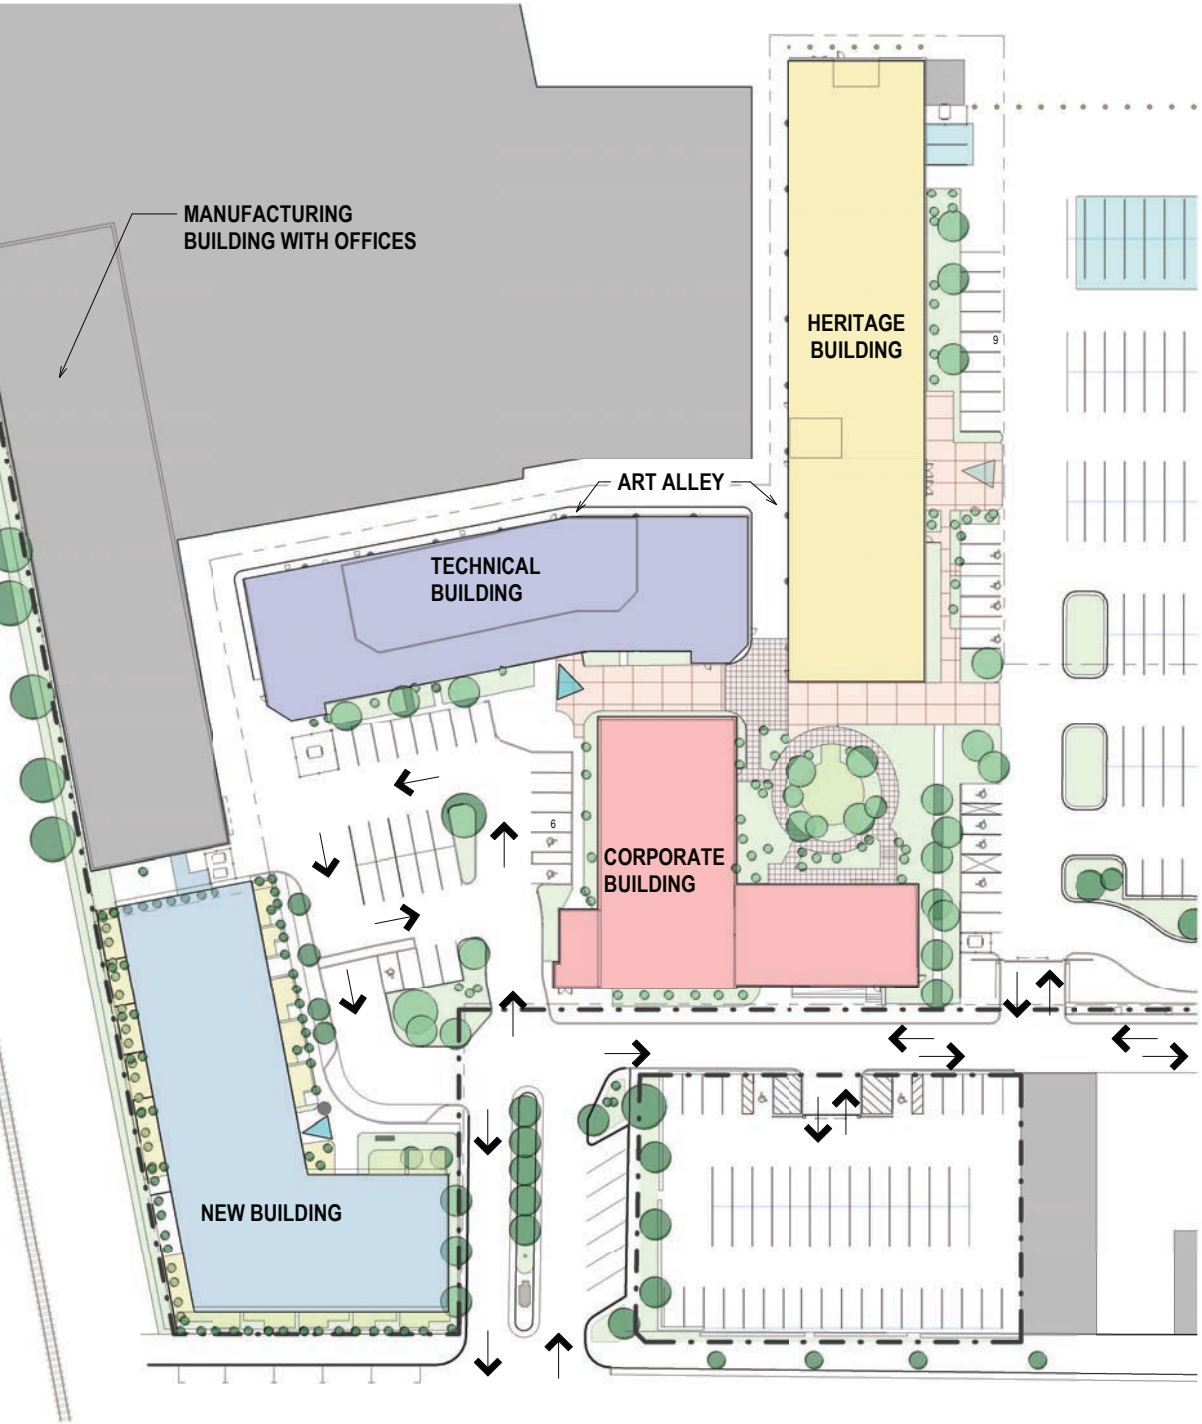 MANUFACTURING
BUILDING WITH OFFICES
HERITAGE
BUILDING
9
ART ALLEY
TECHNICAL
BUILDING
6
CORPORATE
BUILDING
NEW BUILDING